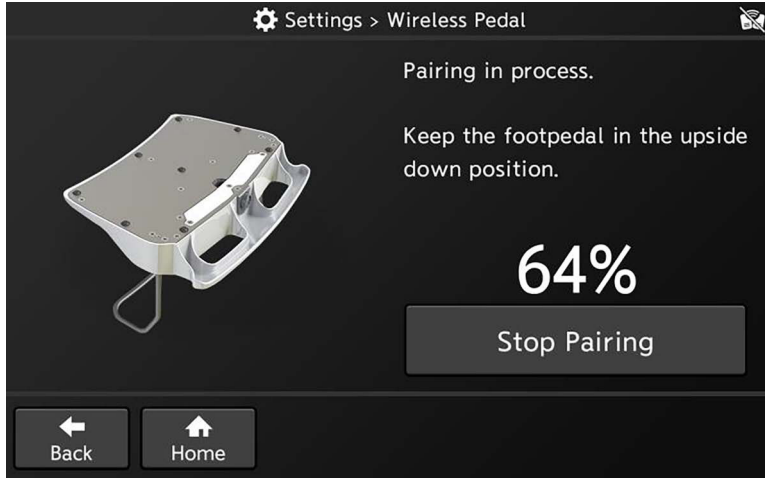 Settings > Wireless Pedal
Pairing in process.
Keep the footpedal in the upside
down position.
64%
Stop Pairing
Back
Home